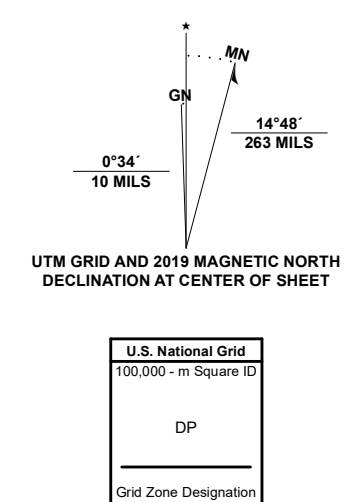 ★
MN
GN
14°48´
263 MILS
0°34´
10 MILS
UTM GRID AND 2019 MAGNETIC NORTH
DECLINATION AT CENTER OF SHEET
U.S. National Grid
100,000 - m Square ID
DP
Grid Zone Designation